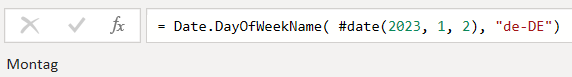 fx = Date.DayOfWeekName( #date(2023, 1, 2), "de-DE")
Montag